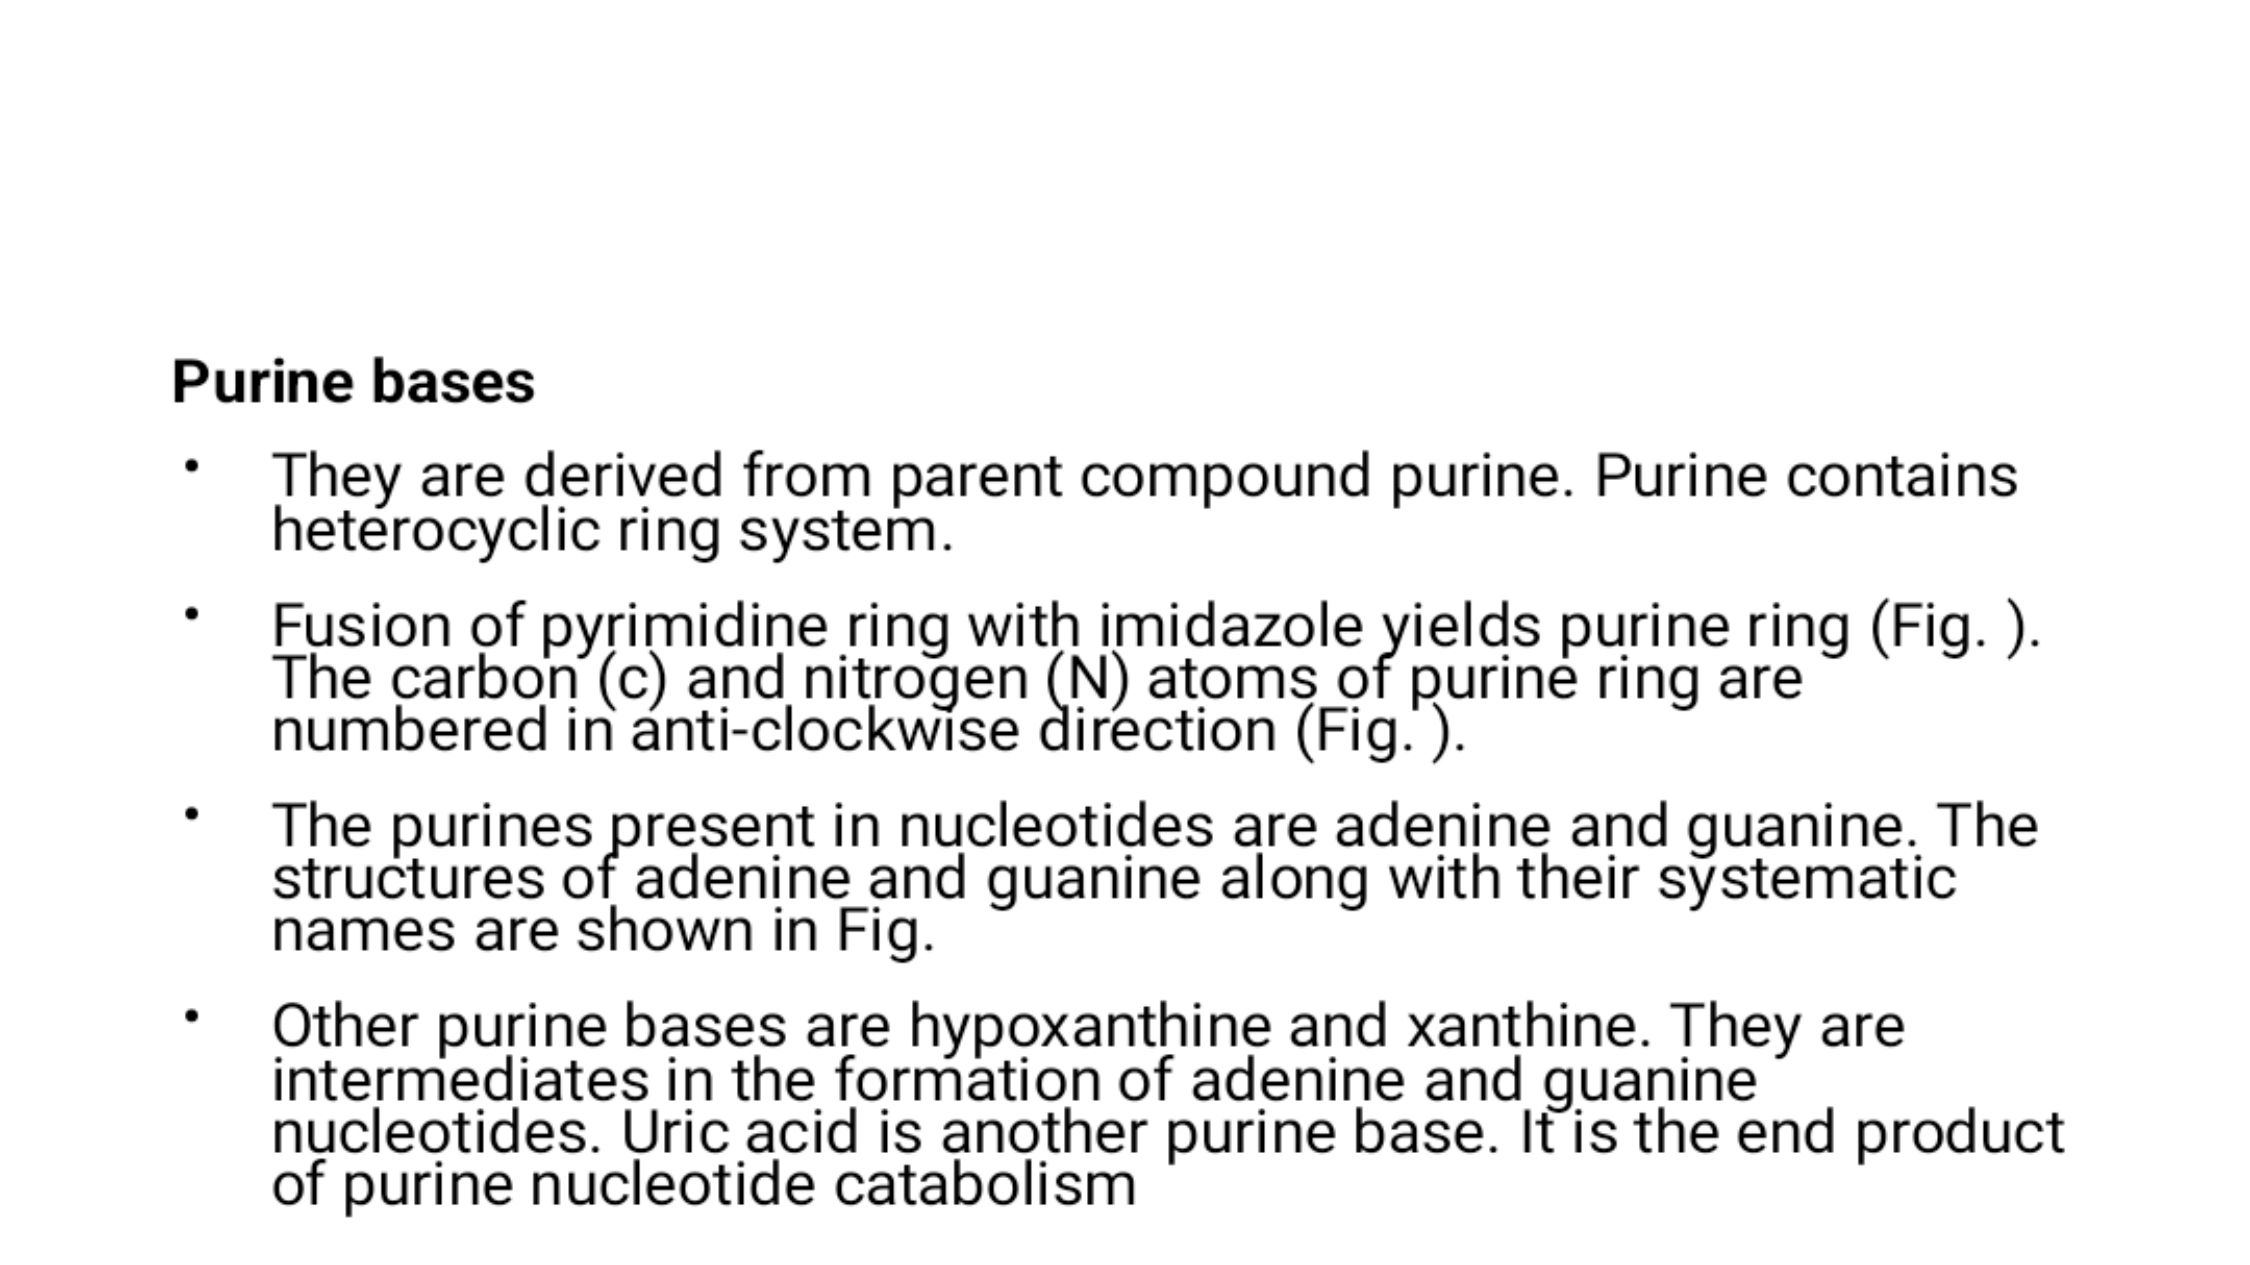 Purine bases
• They are derived from parent compound purine. Purine contains
heterocyclic ring system.
• Fusion of pyrimidine ring with imidazole yields purine ring (Fig. ).
The carbon (c) and nitrogen (N) atoms of purine ring are
numbered in anti-clockwise direction (Fig. ).
• The purines present in nucleotides are adenine and guanine. The
structures of adenine and guanine along with their systematic
names are shown in Fig.
• Other purine bases are hypoxanthine and xanthine. They are
intermediates in the formation of adenine and guanine
nucleotides. Uric acid is another purine base. It is the end product
of purine nucleotide catabolism